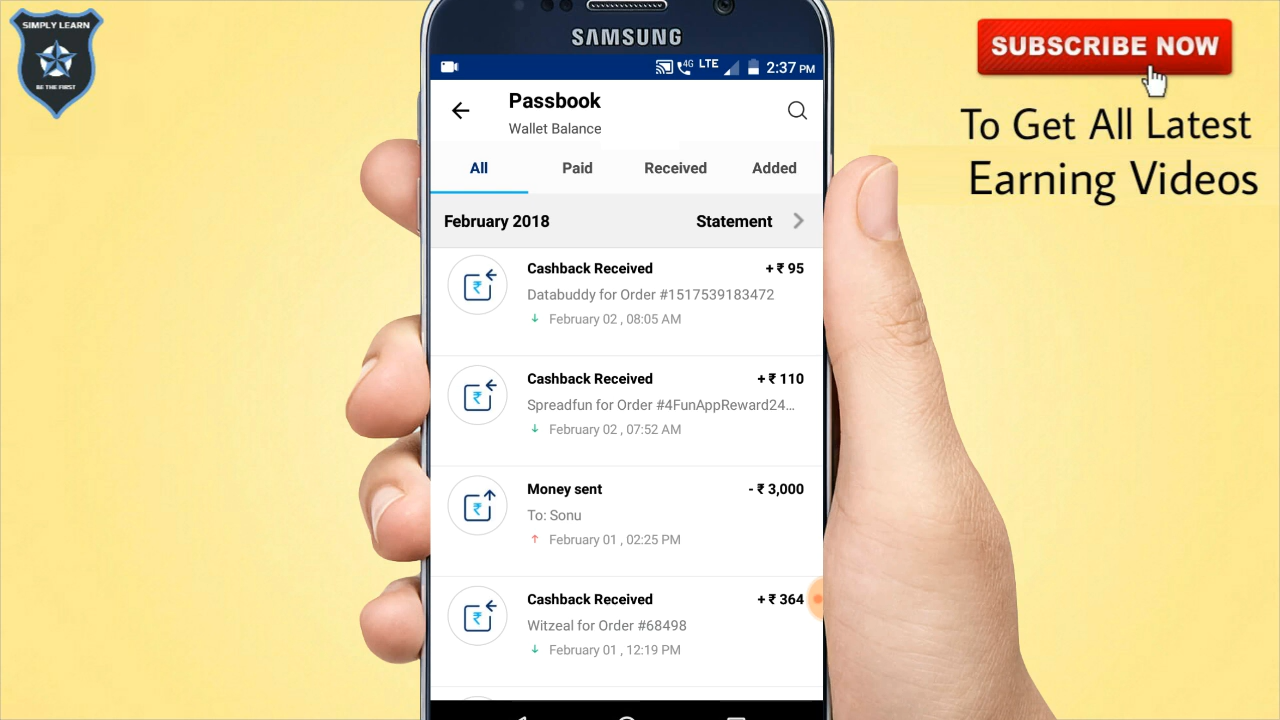 SIMPLY LEARN
BE THE FIRST
SUBSCRIBE NOW
To Get All Latest
Earning Videos
SAMSUNG
4G LTE 2:37 PM
Passbook
Wallet Balance
All Paid Received Added
February 2018 Statement
Cashback Received + ₹ 95
Databuddy for Order #1517539183472
February 02 , 08:05 AM
Cashback Received + ₹ 110
Spreadfun for Order #4FunAppReward24...
February 02 , 07:52 AM
Money sent - ₹ 3,000
To: Sonu
February 01 , 02:25 PM
Cashback Received + ₹ 364
Witzeal for Order #68498
February 01 , 12:19 PM